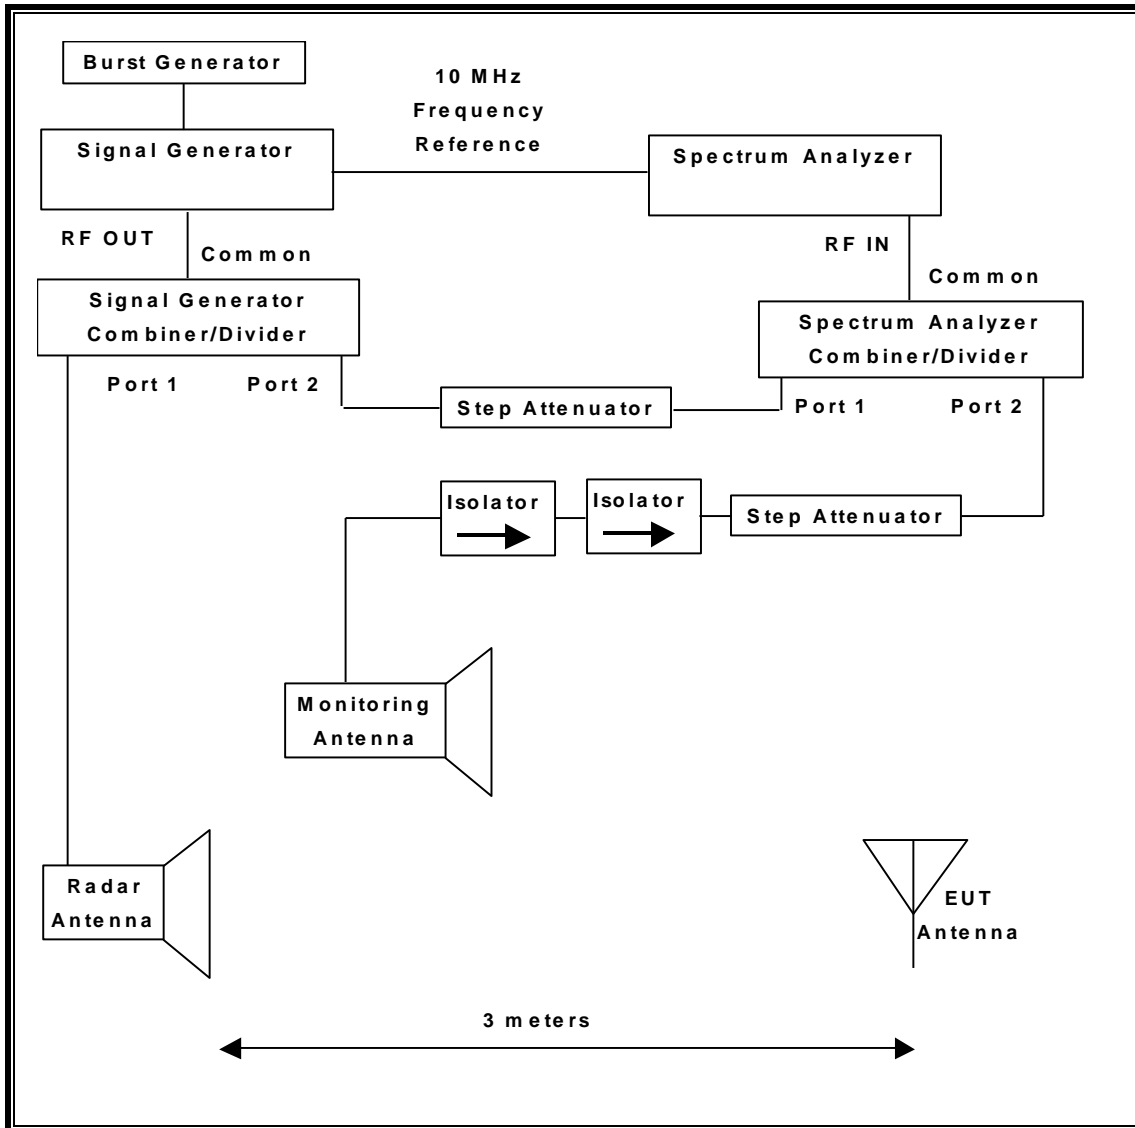 Burst Generator
10 MHz
Frequency
Reference
Signal Generator
Spectrum Analyzer
RF OUT
Common
RF IN
Common
Signal Generator
Combiner/Divider
Spectrum Analyzer
Combiner/Divider
Port 1
Port 2
Step Attenuator
Port 1
Port 2
Isolator
Isolator
Step Attenuator
Monitoring
Antenna
Radar
Antenna
EUT
Antenna
3 meters